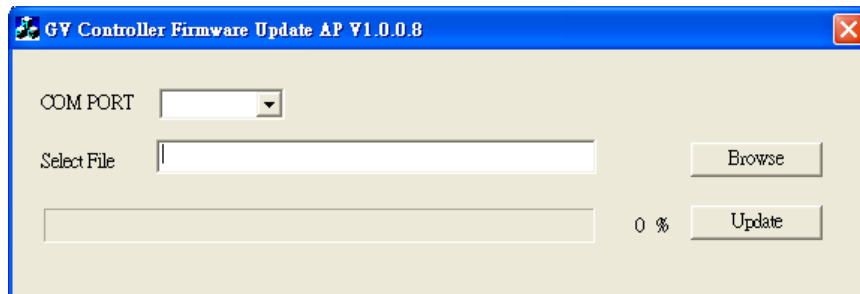 GV Controller Firmware Update AP V1.0.0.8
COM PORT
Select File
Browse
0 %
Update